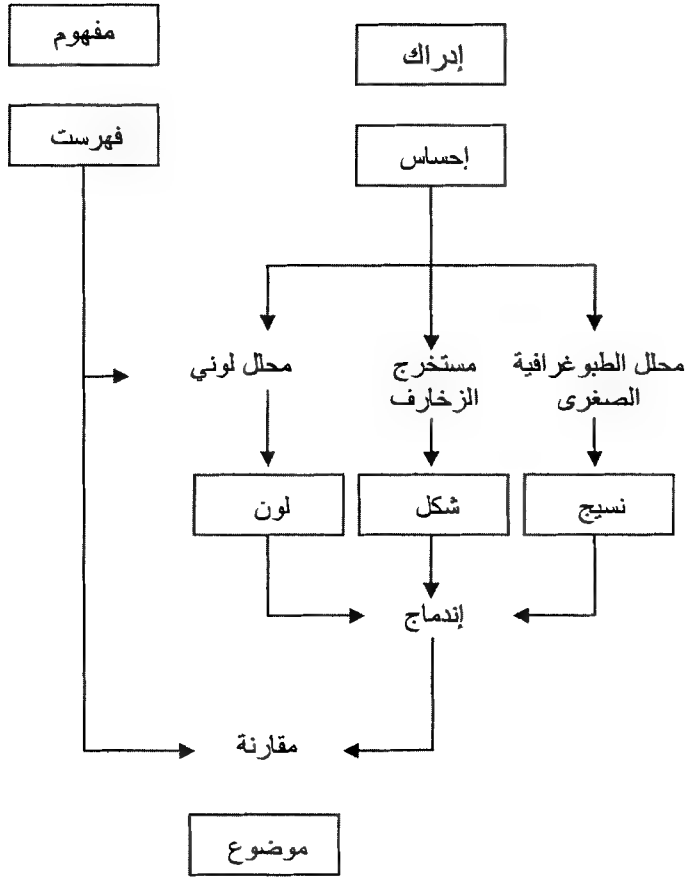 مفهوم
إدراك
فهرست
إحساس
محلل الطبوغرافية
الصغرى
مستخرج
الزخارف
محلل لوني
نسيج
شكل
لون
إندماج
مقارنة
موضوع